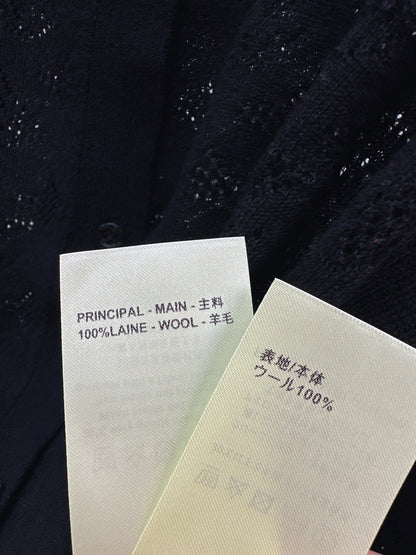 PRINCIPAL - MAIN - 主料
100%LAINE - WOOL - 羊毛
表地/本体
ウール100%